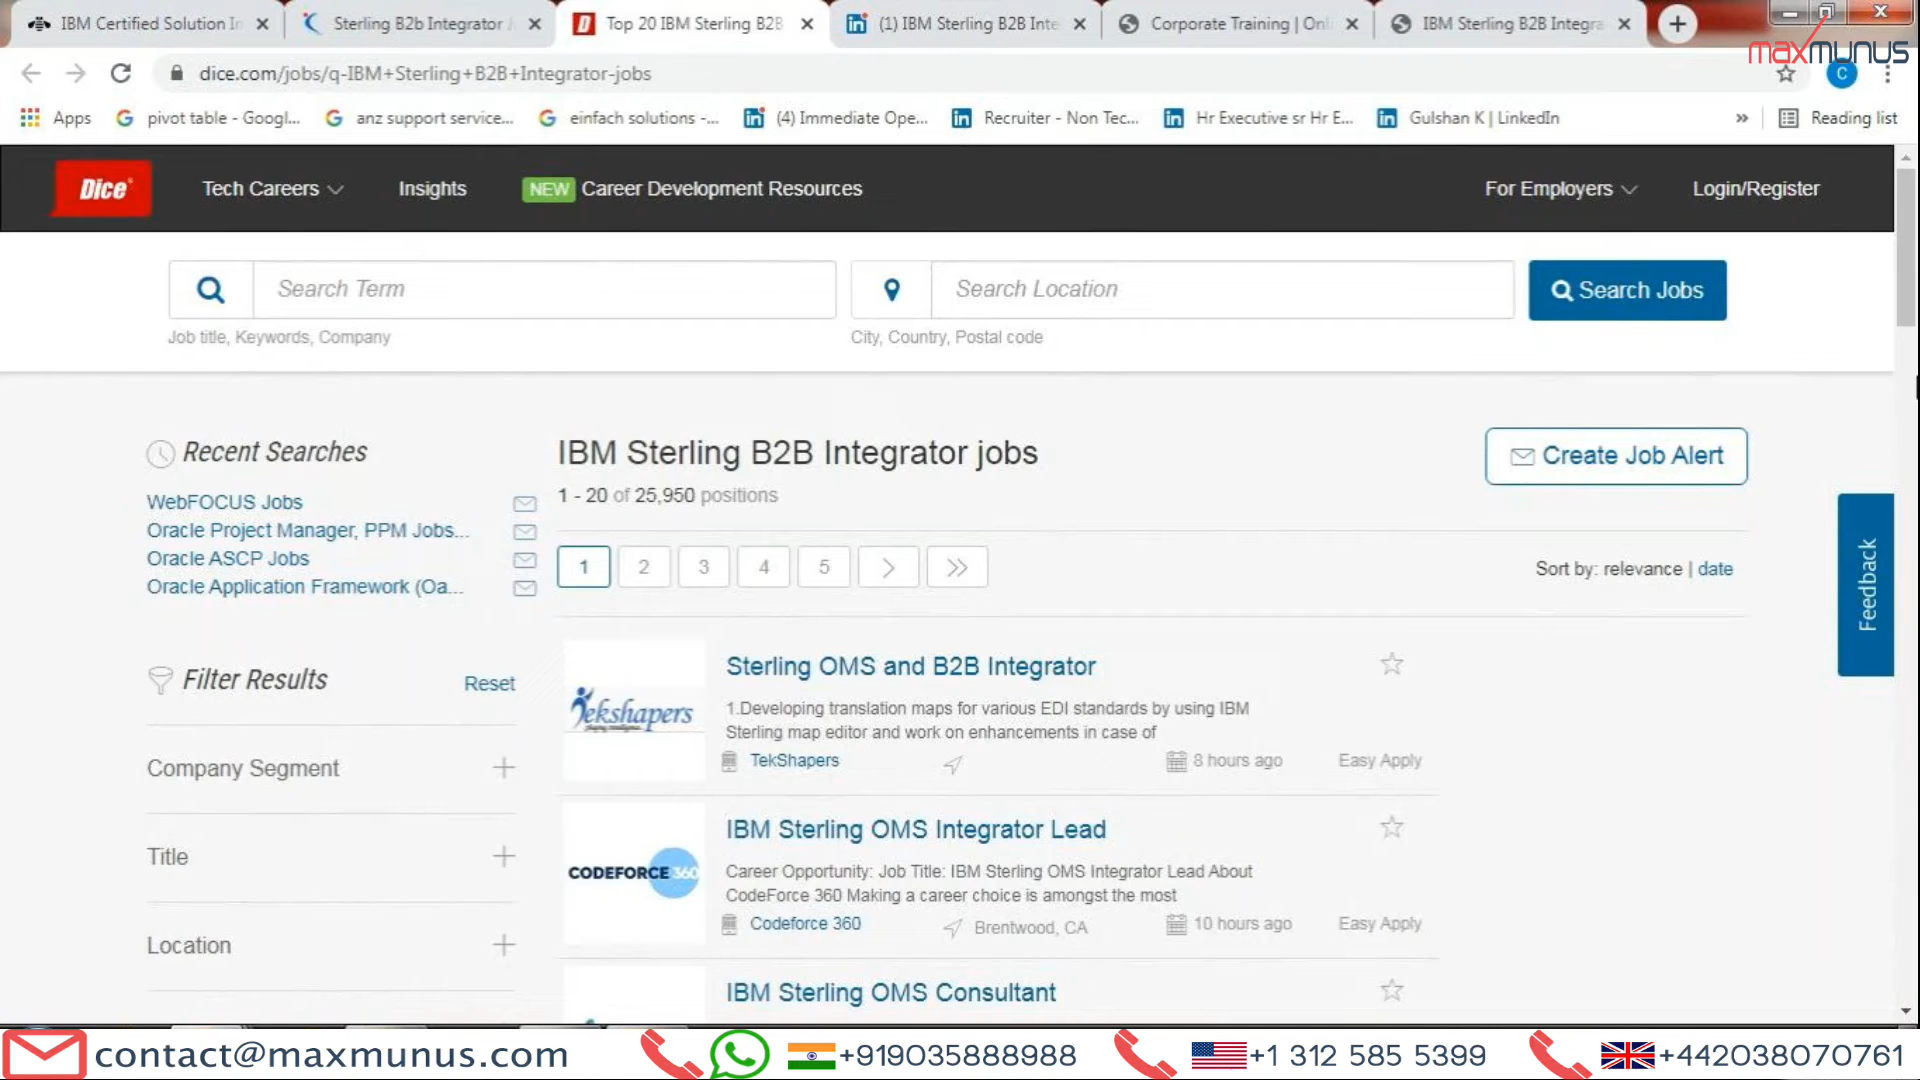 IBM Certified Solution In
Sterling B2b Integrator J
Top 20 IBM Sterling B2B
(1) IBM Sterling B2B Inte
Corporate Training | Onl
IBM Sterling B2B Integra
maxmunus
dice.com/jobs/q-IBM+Sterling+B2B+Integrator-jobs
C
Apps
pivot table - Googl...
anz support service...
einfach solutions -...
(4) Immediate Ope...
Recruiter - Non Tec...
Hr Executive sr Hr E...
Gulshan K | LinkedIn
»
Reading list
Dice
Tech Careers
Insights
NEW Career Development Resources
For Employers
Login/Register
Search Term
Search Location
Search Jobs
Job title, Keywords, Company
City, Country, Postal code
Recent Searches
WebFOCUS Jobs
Oracle Project Manager, PPM Jobs...
Oracle ASCP Jobs
Oracle Application Framework (Oa...
Filter Results
Reset
Company Segment
Title
Location
IBM Sterling B2B Integrator jobs
1 - 20 of 25,950 positions
Create Job Alert
1 2 3 4 5 > >>
Sort by: relevance | date
Feedback
Tekshapers
Sterling OMS and B2B Integrator
1.Developing translation maps for various EDI standards by using IBM
Sterling map editor and work on enhancements in case of
TekShapers
8 hours ago
Easy Apply
CODEFORCE 360
IBM Sterling OMS Integrator Lead
Career Opportunity: Job Title: IBM Sterling OMS Integrator Lead About
CodeForce 360 Making a career choice is amongst the most
Codeforce 360
Brentwood, CA
10 hours ago
Easy Apply
IBM Sterling OMS Consultant
contact@maxmunus.com
+919035888988
+1 312 585 5399
+442038070761